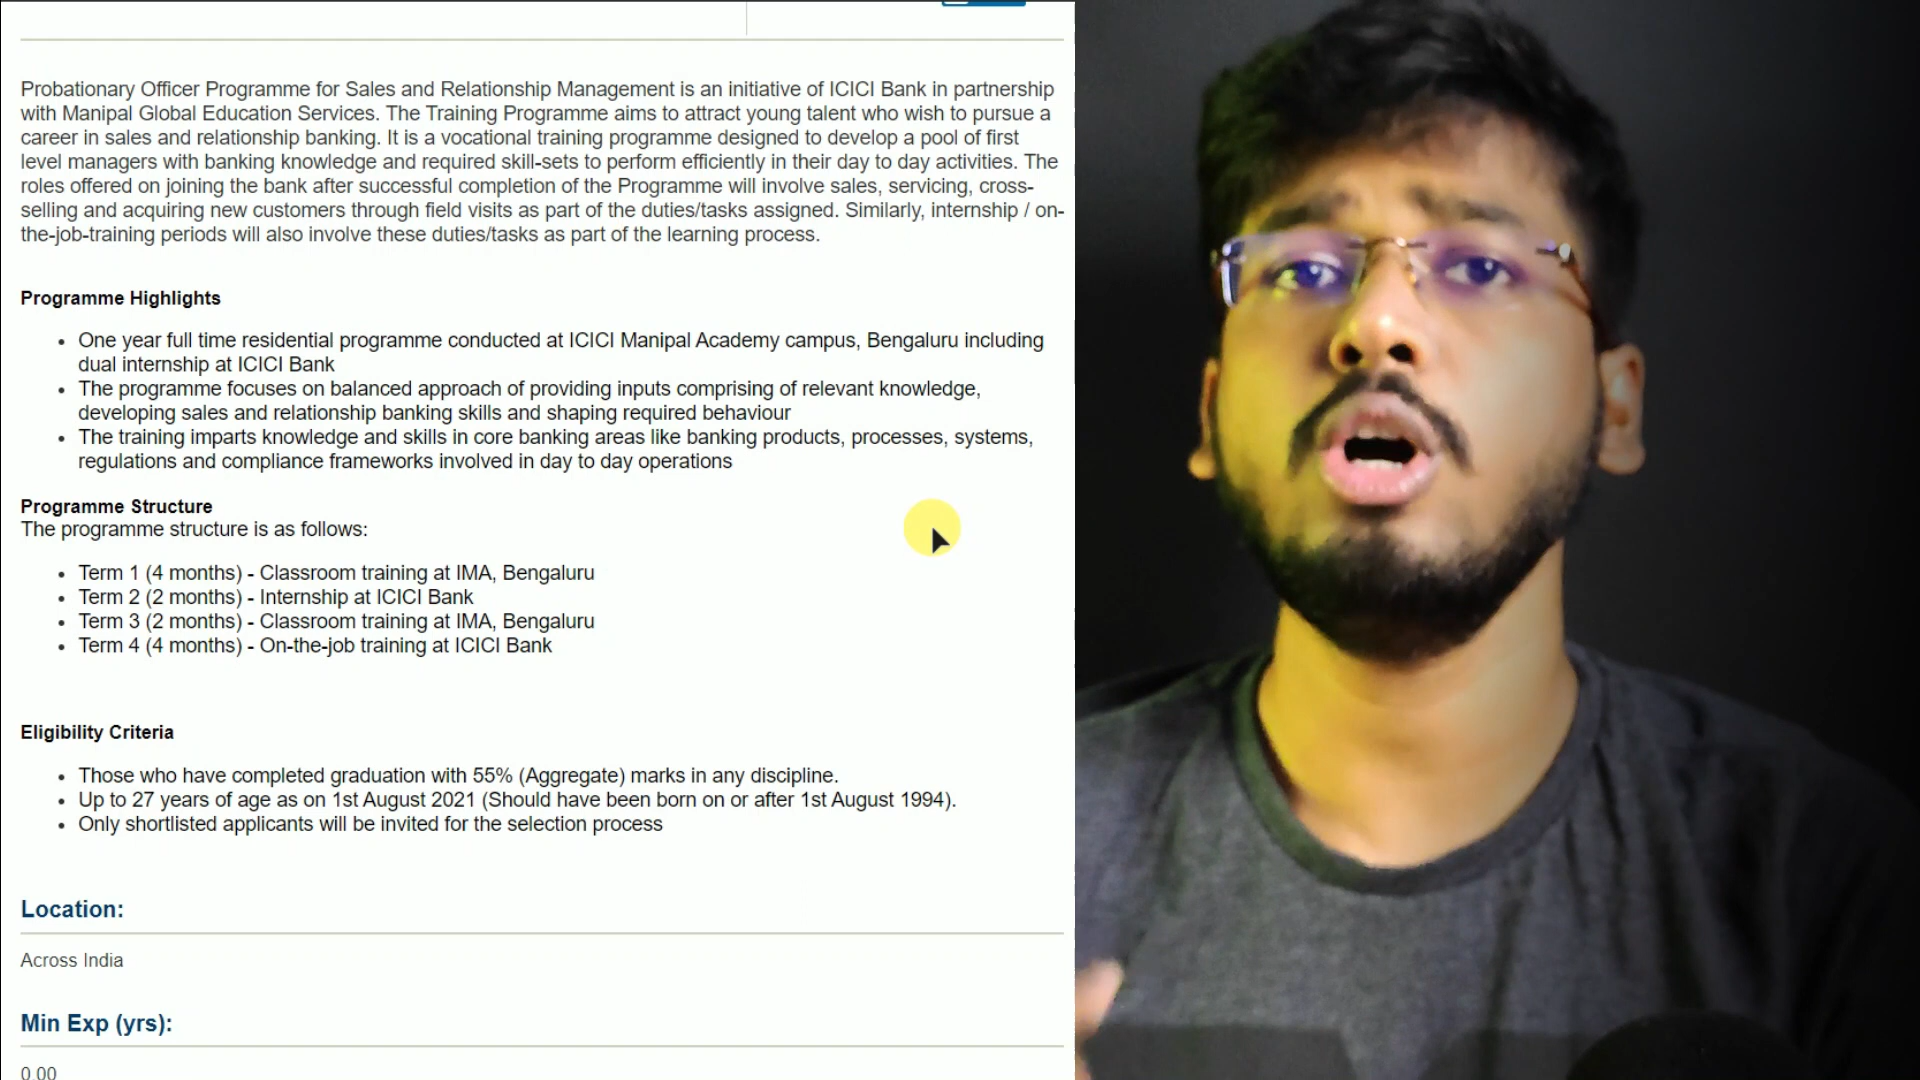 Probationary Officer Programme for Sales and Relationship Management is an initiative of ICICI Bank in partnership
with Manipal Global Education Services. The Training Programme aims to attract young talent who wish to pursue a
career in sales and relationship banking. It is a vocational training programme designed to develop a pool of first
level managers with banking knowledge and required skill-sets to perform efficiently in their day to day activities. The
roles offered on joining the bank after successful completion of the Programme will involve sales, servicing, cross-
selling and acquiring new customers through field visits as part of the duties/tasks assigned. Similarly, internship / on-
the-job-training periods will also involve these duties/tasks as part of the learning process.
Programme Highlights
• One year full time residential programme conducted at ICICI Manipal Academy campus, Bengaluru including
dual internship at ICICI Bank
• The programme focuses on balanced approach of providing inputs comprising of relevant knowledge,
developing sales and relationship banking skills and shaping required behaviour
• The training imparts knowledge and skills in core banking areas like banking products, processes, systems,
regulations and compliance frameworks involved in day to day operations
Programme Structure
The programme structure is as follows:
• Term 1 (4 months) - Classroom training at IMA, Bengaluru
• Term 2 (2 months) - Internship at ICICI Bank
• Term 3 (2 months) - Classroom training at IMA, Bengaluru
• Term 4 (4 months) - On-the-job training at ICICI Bank
Eligibility Criteria
• Those who have completed graduation with 55% (Aggregate) marks in any discipline.
• Up to 27 years of age as on 1st August 2021 (Should have been born on or after 1st August 1994).
• Only shortlisted applicants will be invited for the selection process
Location:
Across India
Min Exp (yrs):
0.00